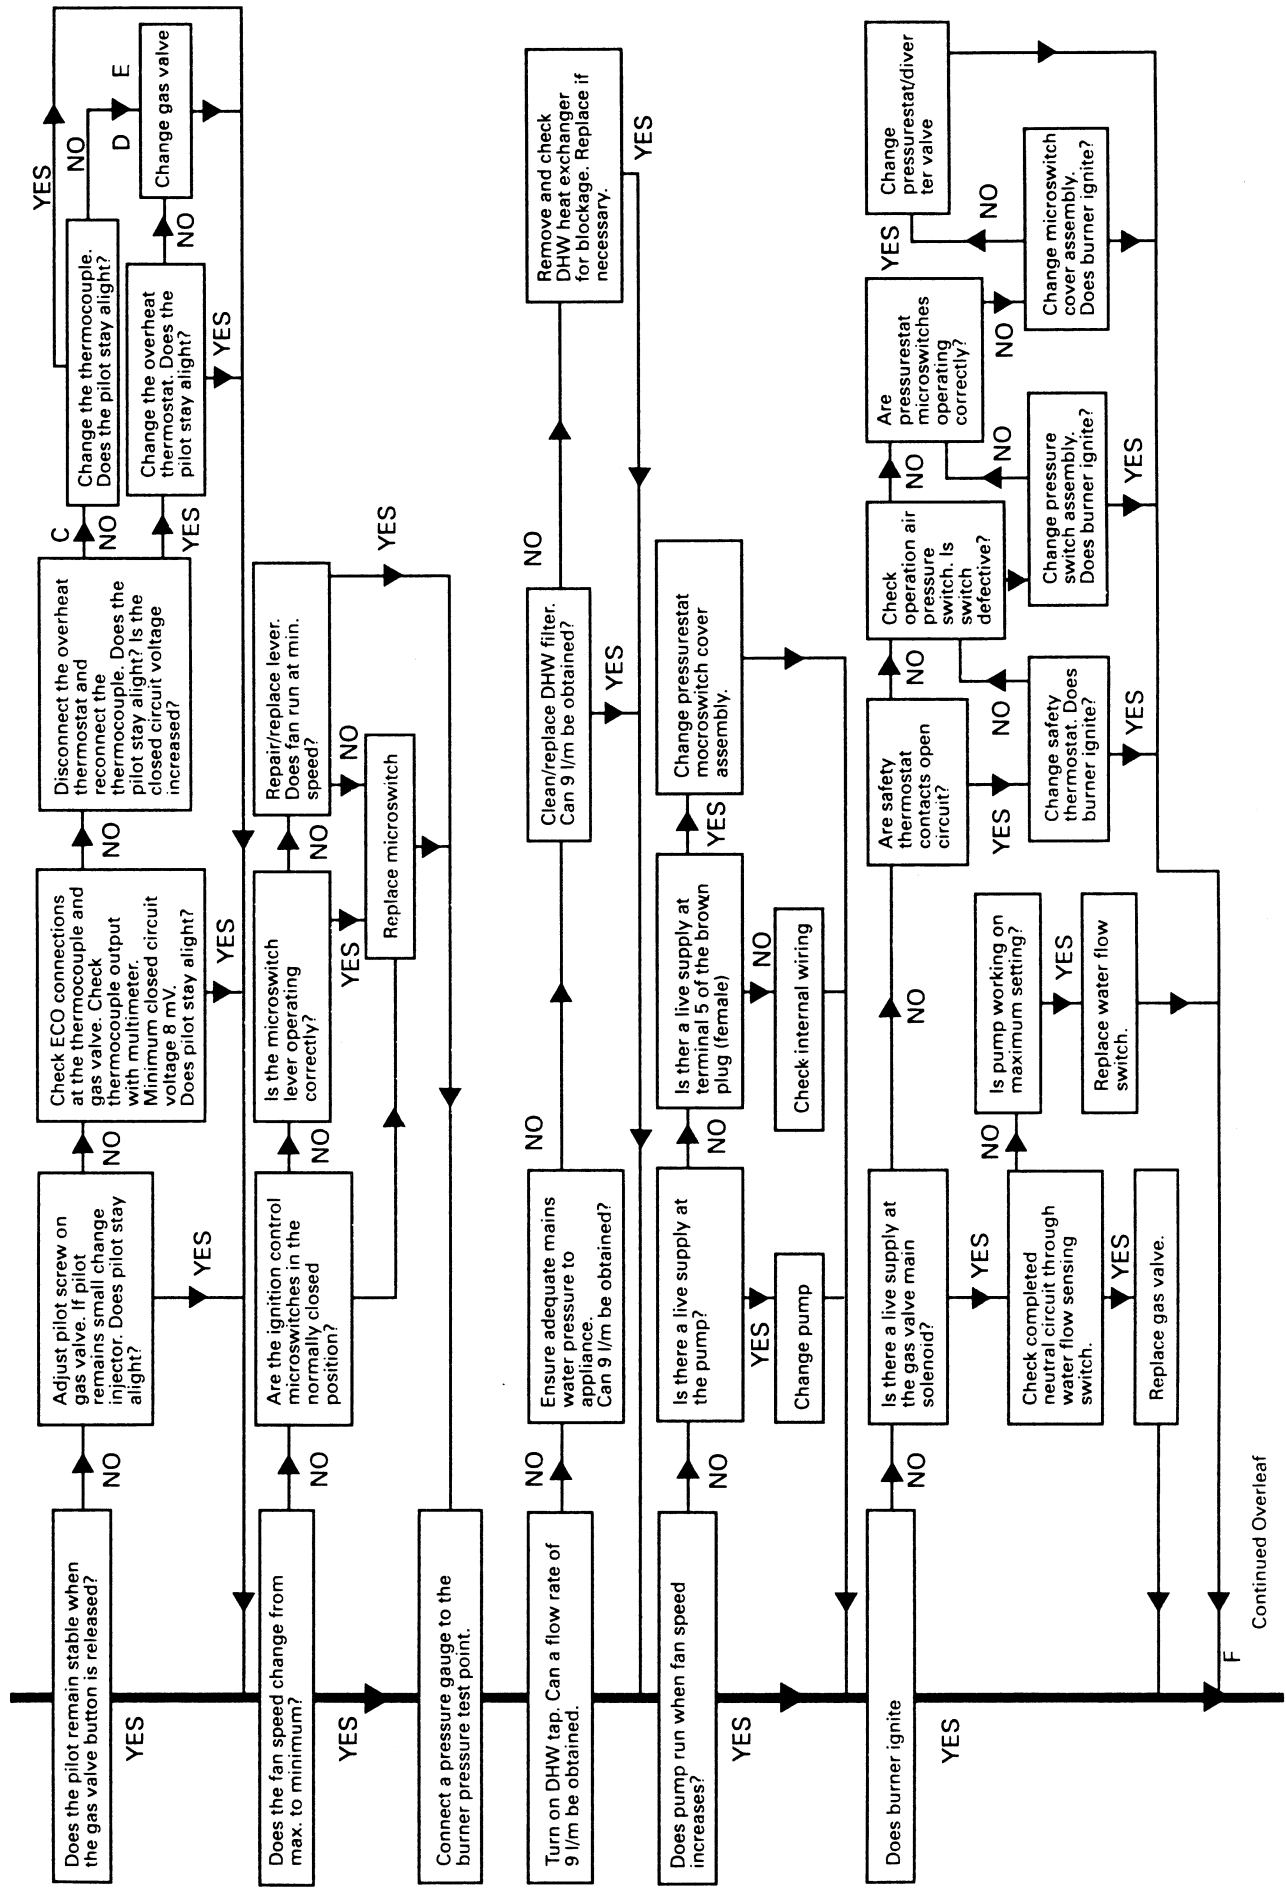 Does the pilot remain stable when
the gas valve button is released?
YES
NO
Adjust pilot screw on
gas valve. If pilot
remains small change
injector. Does pilot stay
alight?
YES
NO
Check ECO connections
at the thermocouple and
gas valve. Check
thermocouple output
with multimeter.
Minimum closed circuit
voltage 8 mV.
Does pilot stay alight?
YES
NO
Disconnect the overheat
thermostat and
reconnect the
thermocouple. Does the
pilot stay alight? Is the
closed circuit voltage
increased?
C
NO
YES
Change the thermocouple.
Does the pilot stay alight?
YES
NO
Change the overheat
thermostat. Does the
pilot stay alight?
YES
NO
D E
Change gas valve
Does the fan speed change from
max. to minimum?
YES
NO
Are the ignition control
microswitches in the
normally closed
position?
NO
Is the microswitch
lever operating
correctly?
YES
NO
Repair/replace lever.
Does fan run at min.
speed?
NO
YES
Replace microswitch
Connect a pressure gauge to the
burner pressure test point.
Turn on DHW tap. Can a flow rate of
9 l/m be obtained.
NO
Ensure adequate mains
water pressure to
appliance.
Can 9 l/m be obtained?
NO
Clean/replace DHW filter.
Can 9 l/m be obtained?
YES
NO
Remove and check
DHW heat exchanger
for blockage. Replace if
necessary.
YES
Does pump run when fan speed
increases?
YES
NO
Is there a live supply at
the pump?
YES
NO
Change pump
Is ther a live supply at
terminal 5 of the brown
plug (female)
NO
YES
Check internal wiring
Change pressurestat
mocroswitch cover
assembly.
Does burner ignite
YES
NO
Is there a live supply at
the gas valve main
solenoid?
YES
NO
Check completed
neutral circuit through
water flow sensing
switch.
YES
NO
Replace gas valve.
Is pump working on
maximum setting?
YES
Replace water flow
switch.
Are safety
thermostat
contacts open
circuit?
YES
NO
Change safety
thermostat. Does
burner ignite?
NO
YES
Check
operation air
pressure
switch. Is
switch
defective?
NO
Change pressure
switch assembly.
Does burner ignite?
NO
YES
Are
pressurestat
microswitches
operating
correctly?
YES
NO
Change microswitch
cover assembly.
Does burner ignite?
NO
Change
pressurestat/diver
ter valve
F
Continued Overleaf